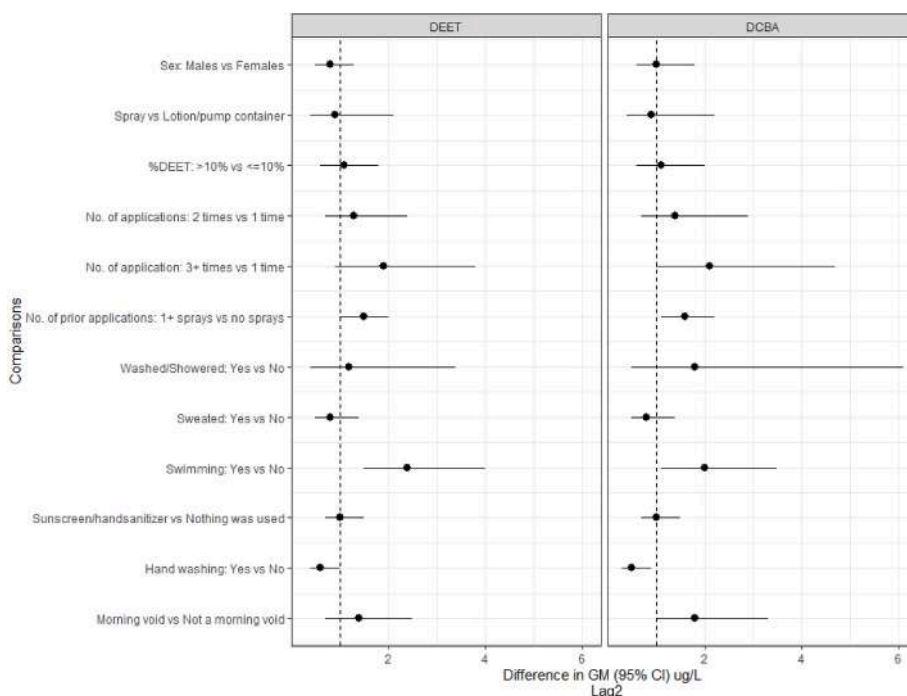 DEET
DCBA
Comparisons
Sex: Males vs Females
Spray vs Lotion/pump container
%DEET: >10% vs <=10%
No. of applications: 2 times vs 1 time
No. of application: 3+ times vs 1 time
No. of prior applications: 1+ sprays vs no sprays
Washed/Showered: Yes vs No
Sweated: Yes vs No
Swimming: Yes vs No
Sunscreen/handsanitizer vs Nothing was used
Hand washing: Yes vs No
Morning void vs Not a morning void
2 4 6 2 4 6
Difference in GM (95% CI) ug/L
Lag2